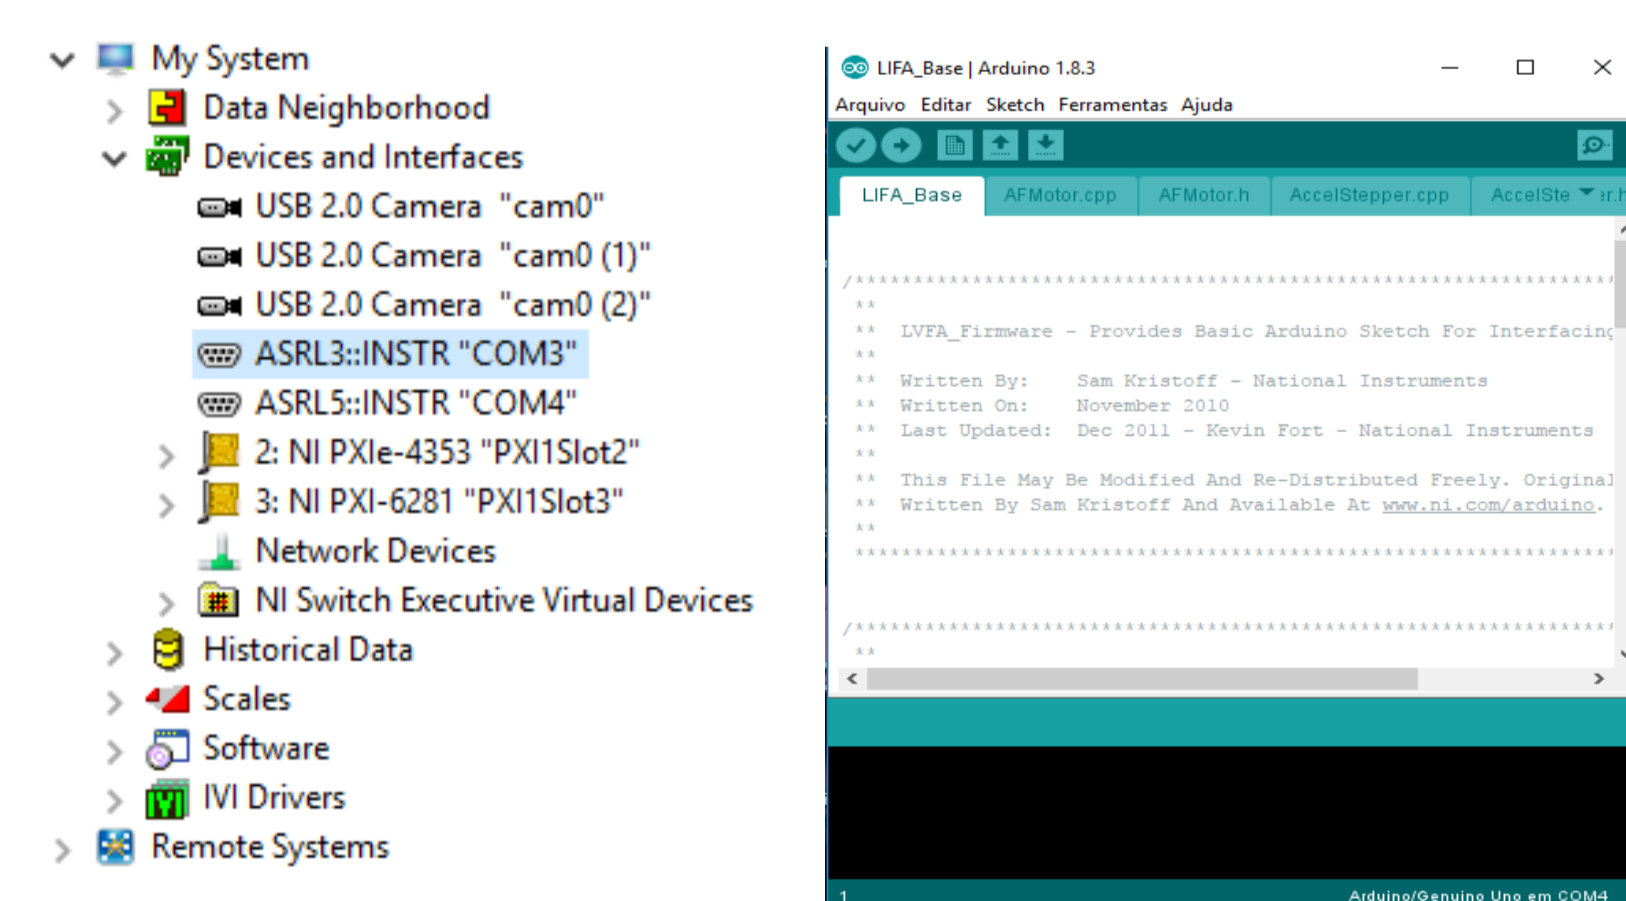 My System
Data Neighborhood
Devices and Interfaces
USB 2.0 Camera "cam0"
USB 2.0 Camera "cam0 (1)"
USB 2.0 Camera "cam0 (2)"
ASRL3::INSTR "COM3"
ASRL5::INSTR "COM4"
2: NI PXIe-4353 "PXI1Slot2"
3: NI PXI-6281 "PXI1Slot3"
Network Devices
NI Switch Executive Virtual Devices
Historical Data
Scales
Software
IVI Drivers
Remote Systems
LIFA_Base | Arduino 1.8.3
Arquivo Editar Sketch Ferramentas Ajuda
LIFA_Base AFMotor.cpp AFMotor.h AccelStepper.cpp AccelSte er.h
/*****************************************************************
**
** LVFA_Firmware - Provides Basic Arduino Sketch For Interfacing
**
** Written By: Sam Kristoff - National Instruments
** Written On: November 2010
** Last Updated: Dec 2011 - Kevin Fort - National Instruments
**
** This File May Be Modified And Re-Distributed Freely. Original
** Written By Sam Kristoff And Available At www.ni.com/arduino.
**
*****************************************************************
/*****************************************************************
**
1
Arduino/Genuino Uno em COM4